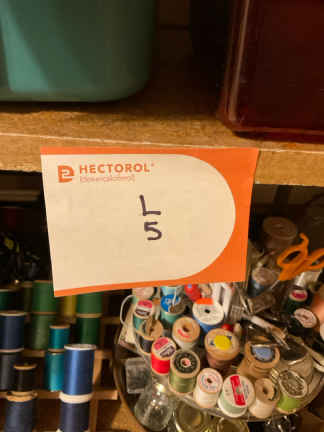 HECTOROL®
(doxercalciferol)
L
5